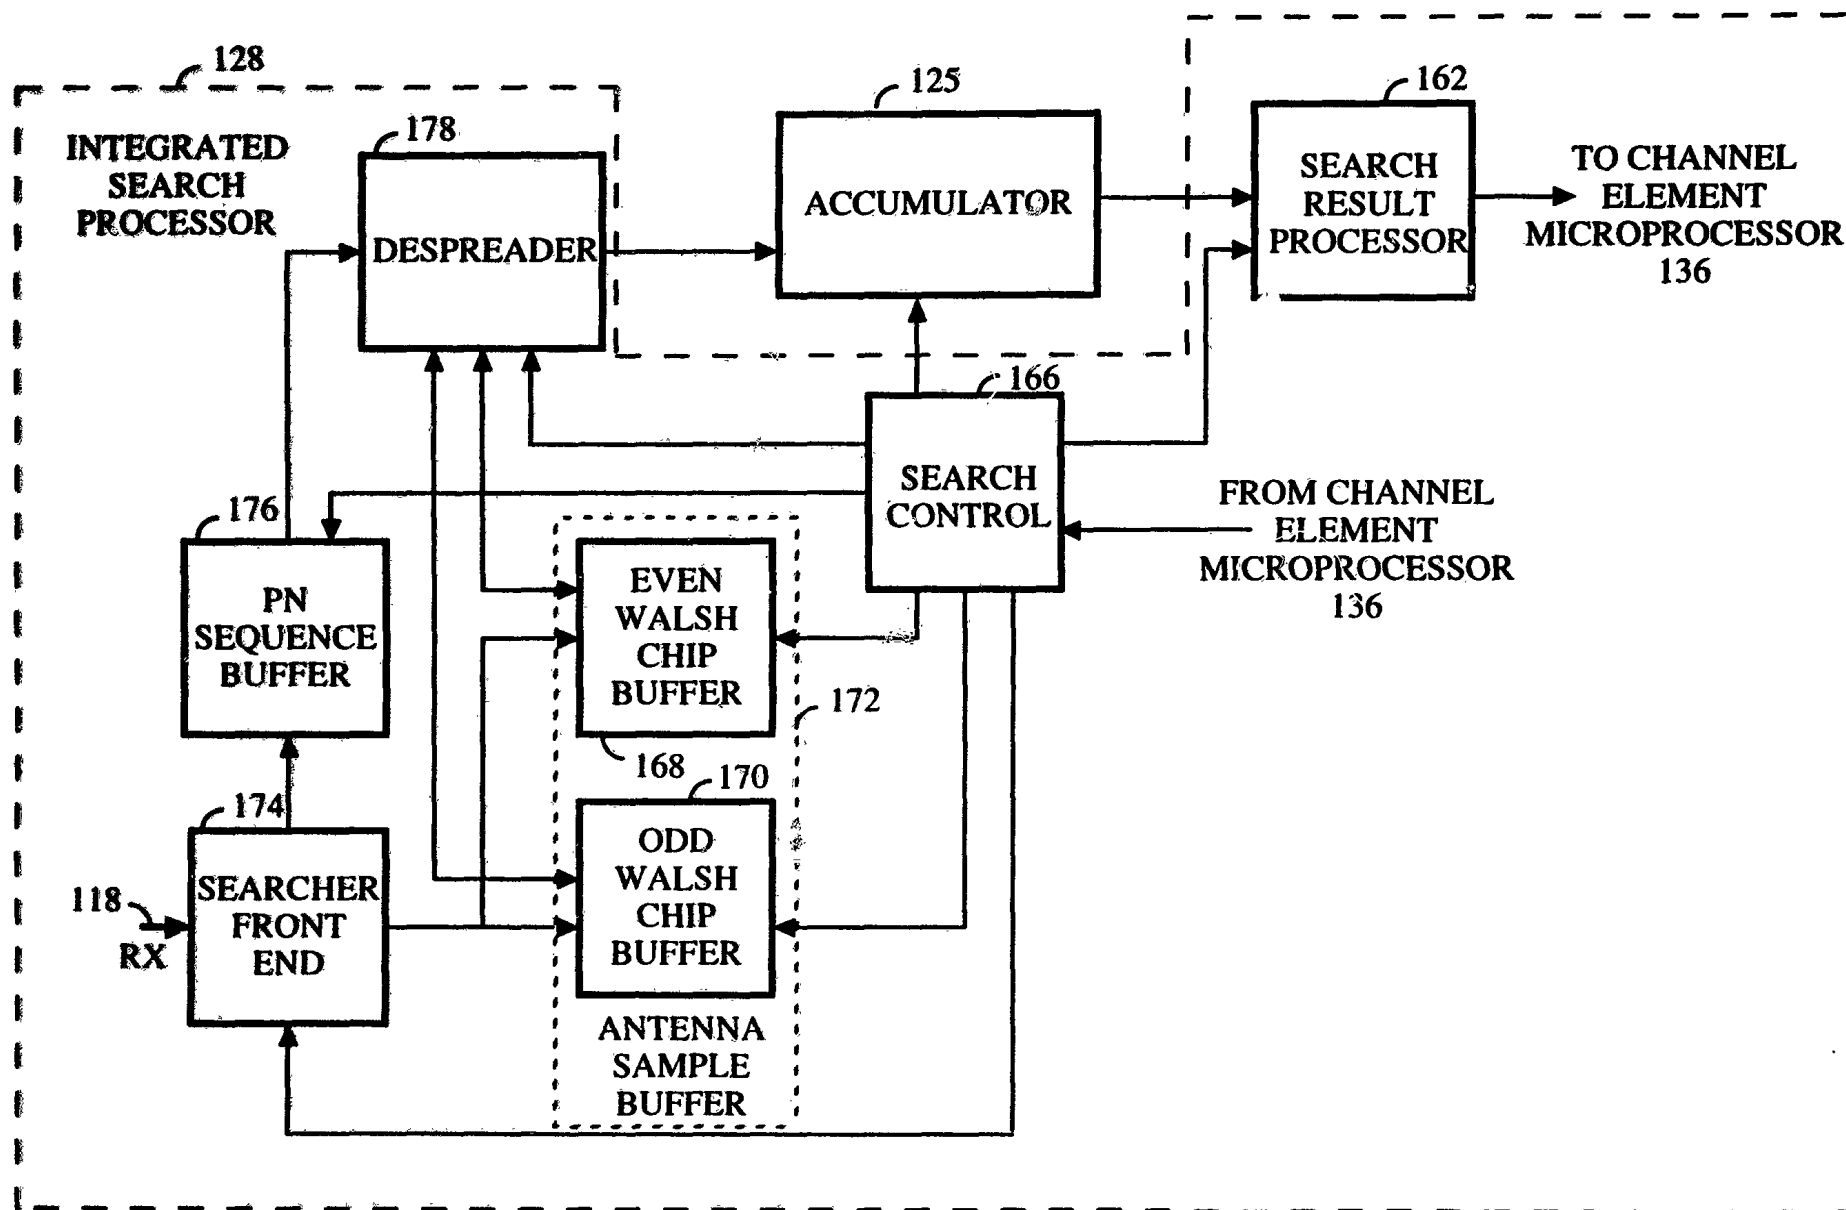 128
INTEGRATED
SEARCH
PROCESSOR
178
DESPREADER
125
ACCUMULATOR
162
SEARCH
RESULT
PROCESSOR
TO CHANNEL
ELEMENT
MICROPROCESSOR
136
166
SEARCH
CONTROL
FROM CHANNEL
ELEMENT
MICROPROCESSOR
136
176
PN
SEQUENCE
BUFFER
EVEN
WALSH
CHIP
BUFFER
168
172
170
ODD
WALSH
CHIP
BUFFER
174
SEARCHER
FRONT
END
118
RX
ANTENNA
SAMPLE
BUFFER